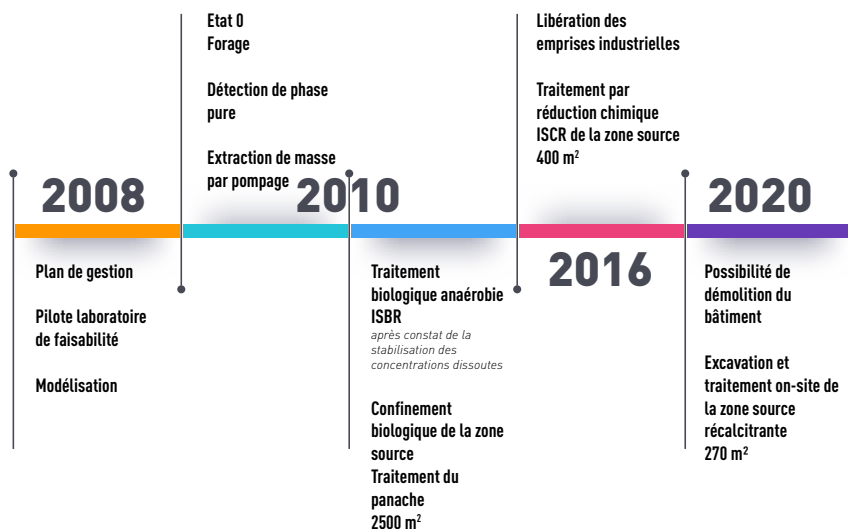 2008
Plan de gestion
Pilote laboratoire
de faisabilité
Modélisation
Etat 0
Forage
Détection de phase
pure
Extraction de masse
par pompage
2010
Traitement
biologique anaérobie
ISBR
après constat de la
stabilisation des
concentrations dissoutes
Confinement
biologique de la zone
source
Traitement du
panache
2500 m²
Libération des
emprises industrielles
Traitement par
réduction chimique
ISCR de la zone source
400 m²
2016
2020
Possibilité de
démolition du
bâtiment
Excavation et
traitement on-site de
la zone source
récalcitrante
270 m²